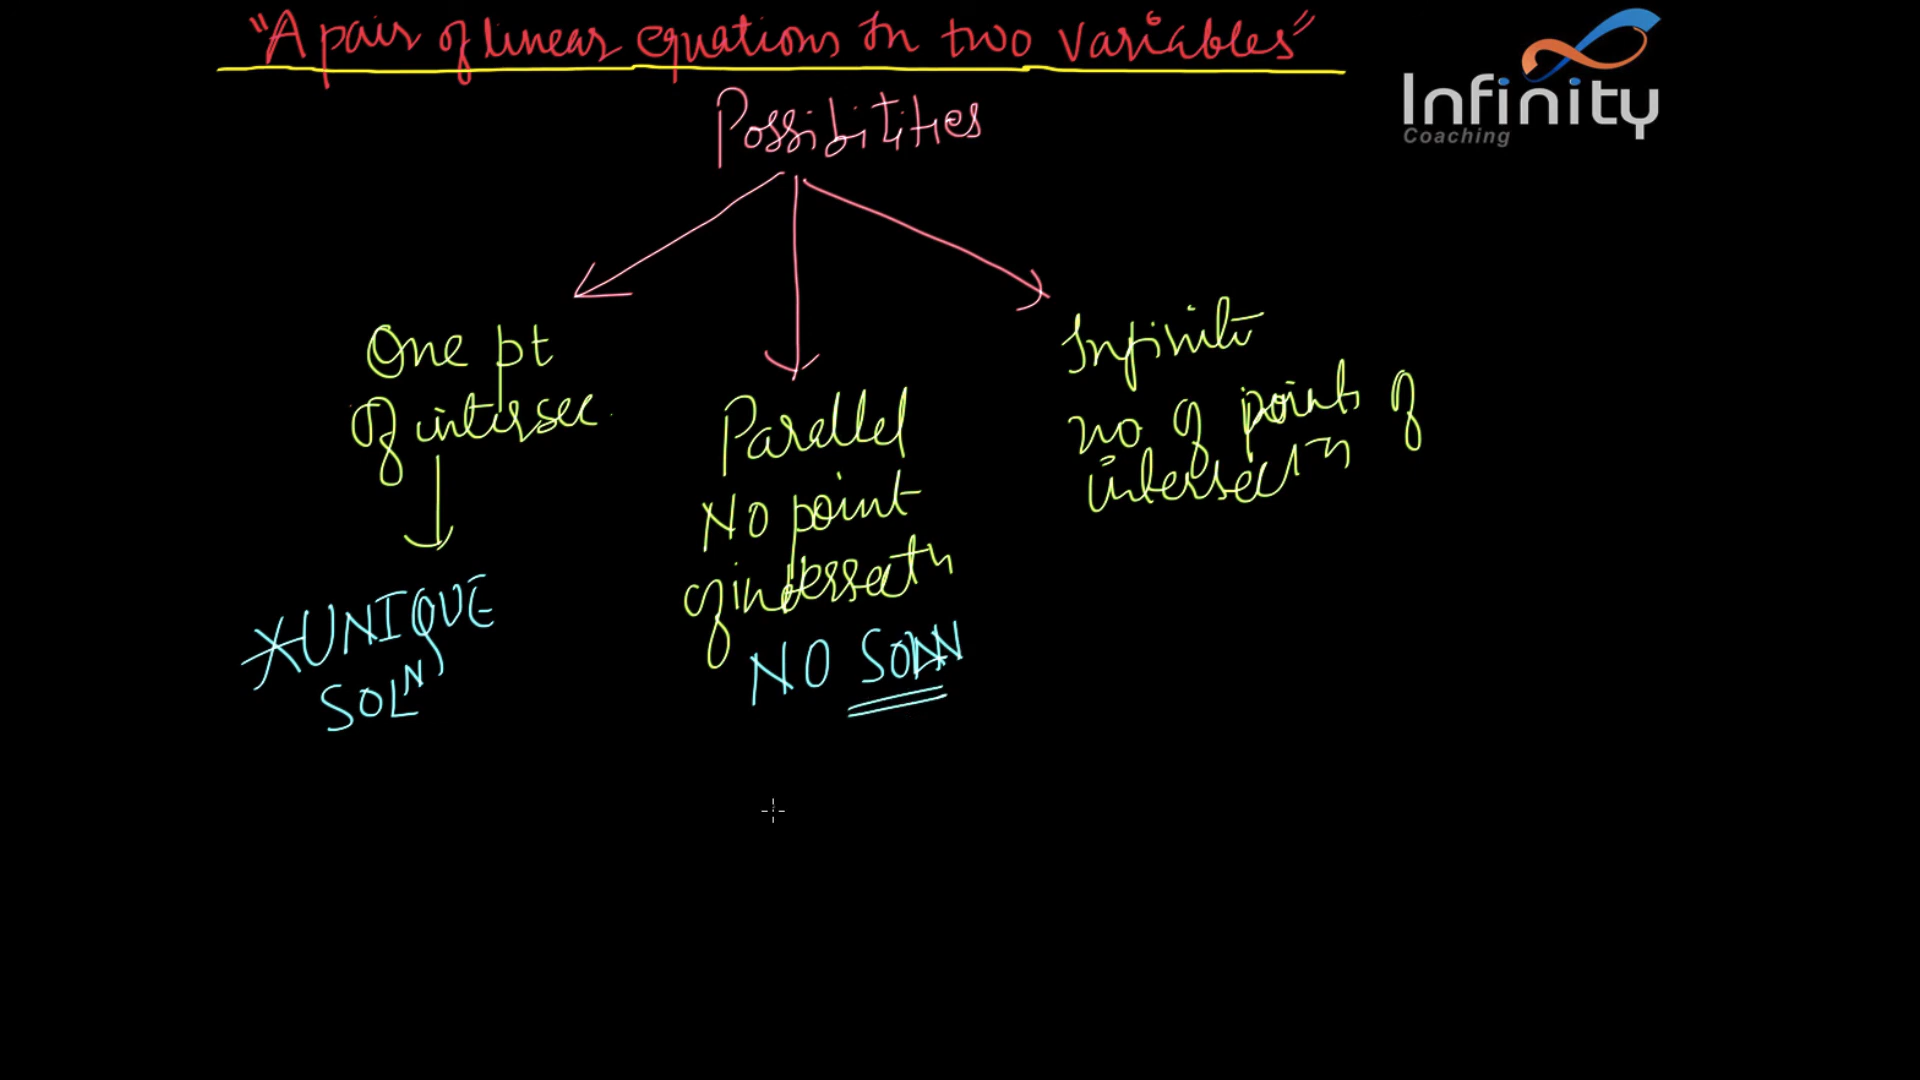 "A pair of linear equations in two variables"
Infinity
Coaching
Possibilities
One pt
of intersec.
UNIQUE
SOLN
Parallel
No point
of intersectn
NO SOLN
Infinite
no of points of
intersectn